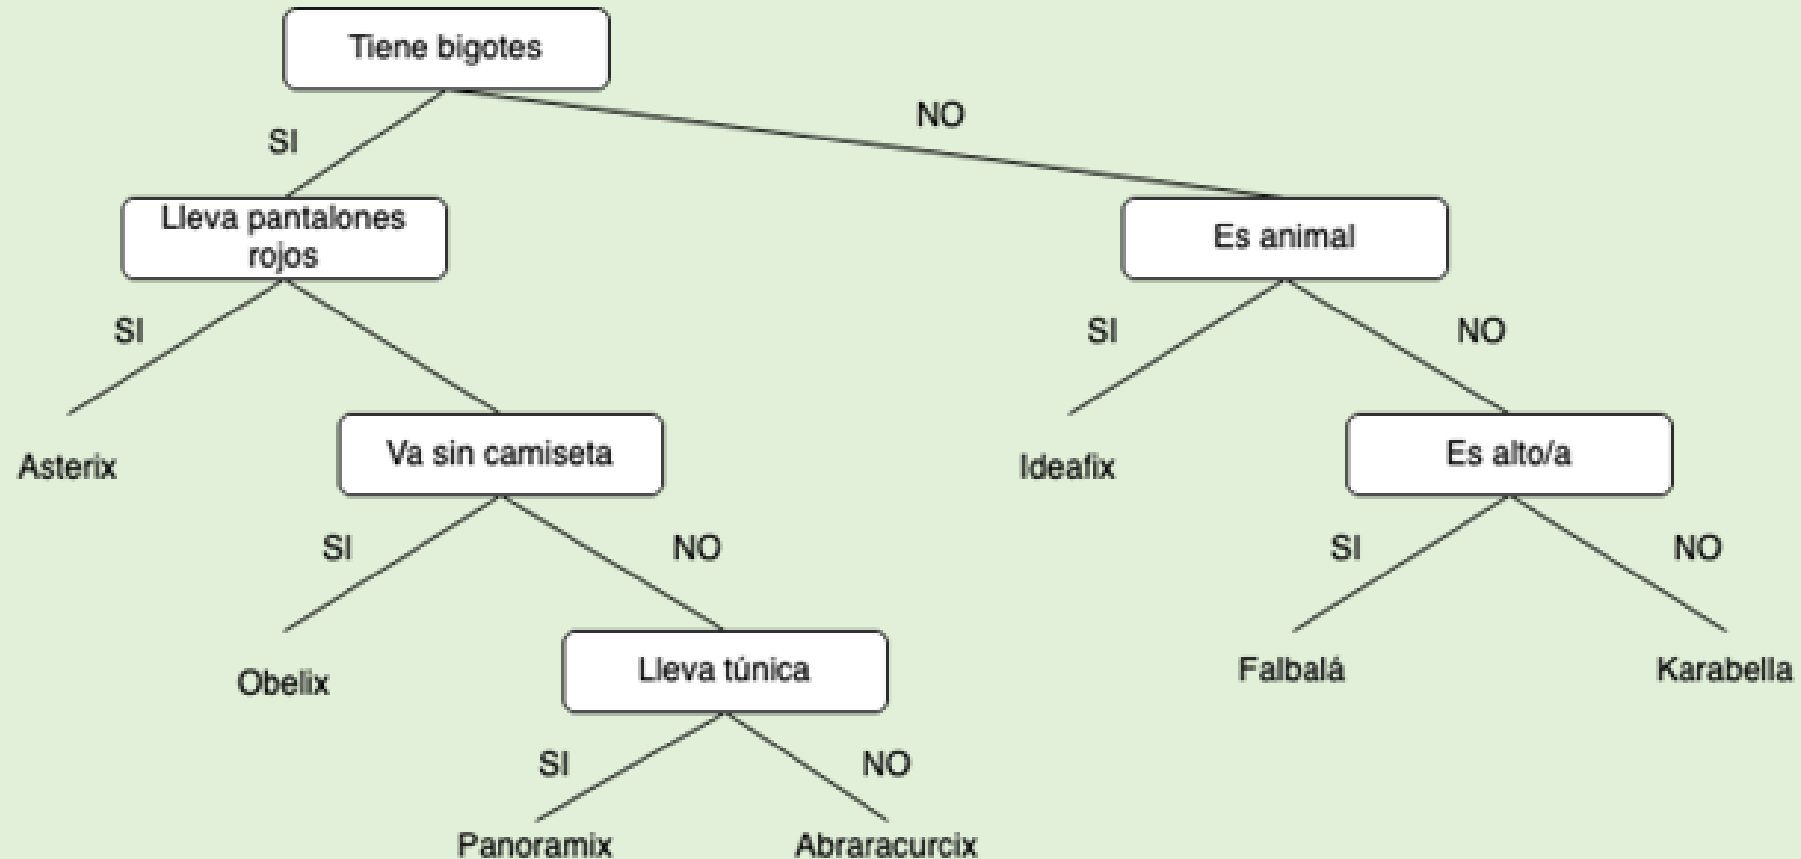 Tiene bigotes
SI
NO
Lleva pantalones
rojos
Es animal
SI
SI
NO
Asterix
Va sin camiseta
Ideafix
Es alto/a
SI
NO
SI
NO
Obelix
Lleva túnica
Falbalá
Karabella
SI
NO
Panoramix
Abraracurcix